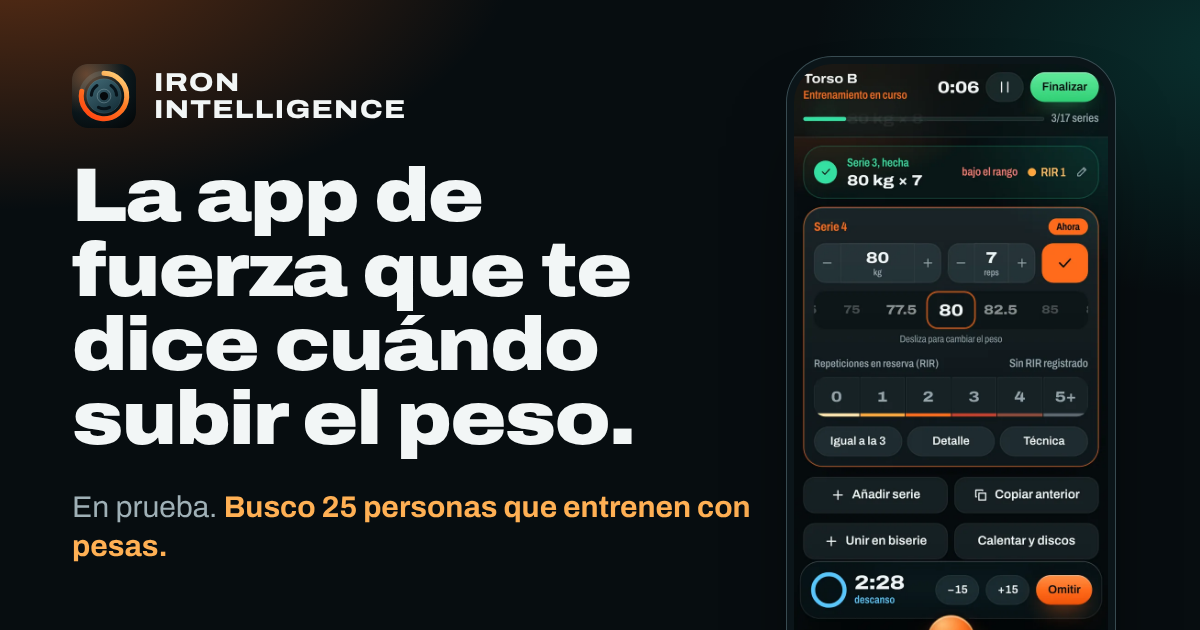 IRON
INTELLIGENCE
La app de
fuerza que te
dice cuándo
subir el peso.
En prueba. Busco 25 personas que entrenen con
pesas.
Torso B
Entrenamiento en curso
0:06
Finalizar
3/17 series
Serie 3, hecha
80 kg × 7
bajo el rango
RIR 1
Serie 4
Ahora
− 80 kg +
− 7 reps +
75 77.5 80 82.5 85
Desliza para cambiar el peso
Repeticiones en reserva (RIR)
Sin RIR registrado
0 1 2 3 4 5+
Igual a la 3
Detalle
Técnica
+ Añadir serie
Copiar anterior
+ Unir en biserie
Calentar y discos
2:28
descanso
−15
+15
Omitir